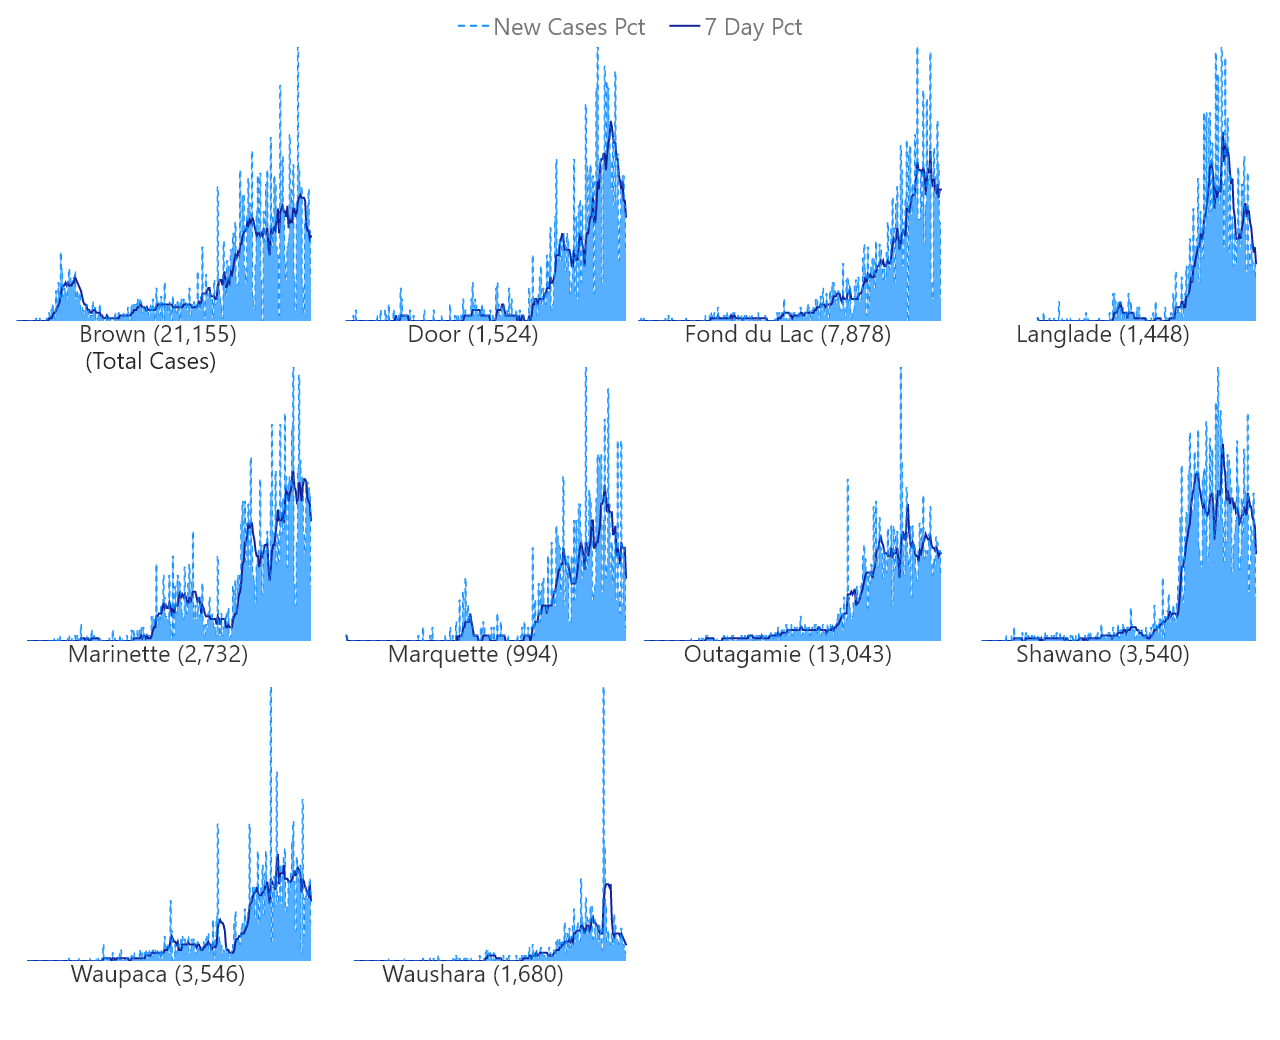 New Cases Pct 7 Day Pct
Brown (21,155) Door (1,524) Fond du Lac (7,878) Langlade (1,448)
(Total Cases)
Marinette (2,732) Marquette (994) Outagamie (13,043) Shawano (3,540)
Waupaca (3,546) Waushara (1,680)